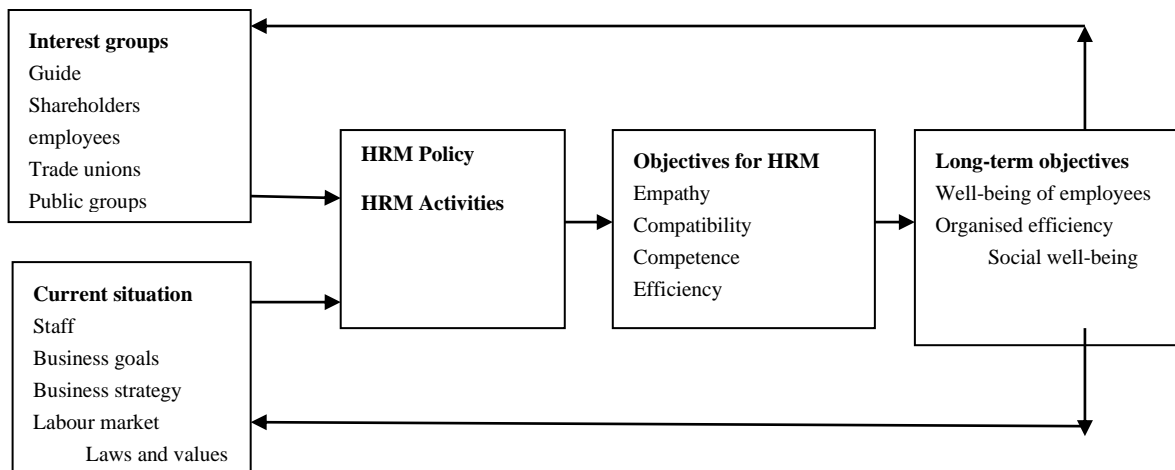 Interest groups
Guide
Shareholders
employees
Trade unions
Public groups
Current situation
Staff
Business goals
Business strategy
Labour market
Laws and values
HRM Policy
HRM Activities
Objectives for HRM
Empathy
Compatibility
Competence
Efficiency
Long-term objectives
Well-being of employees
Organised efficiency
Social well-being